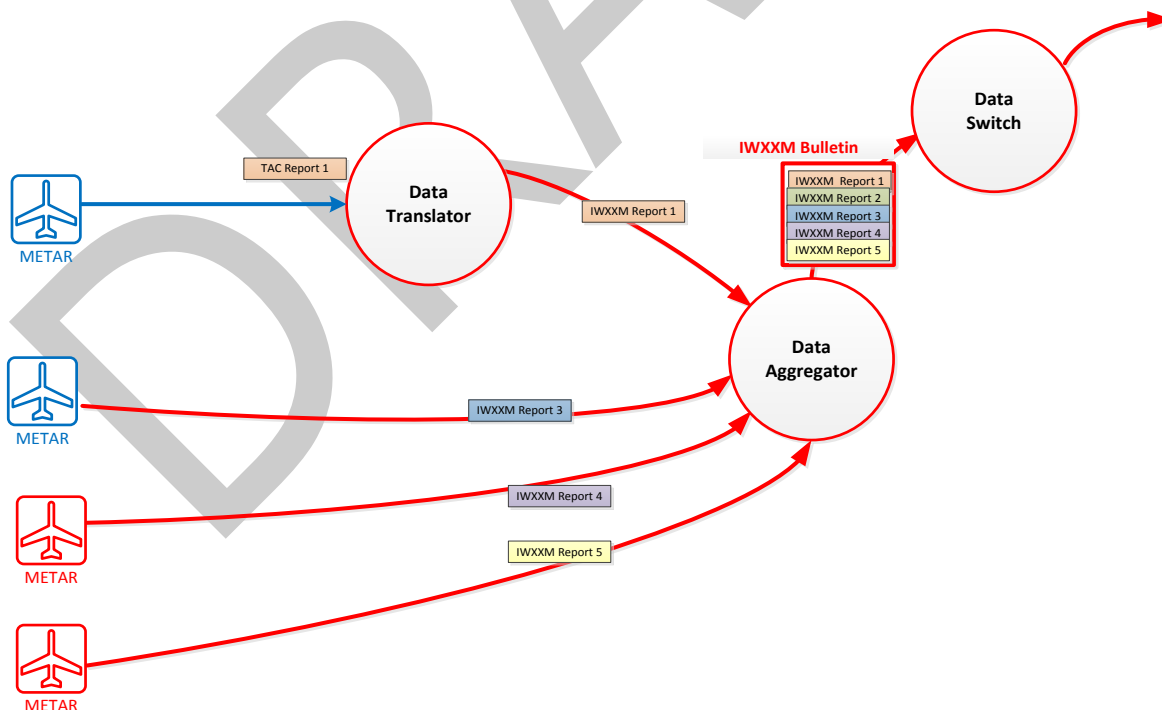 Data
Switch
IWXXM Bulletin
TAC Report 1
IWXXM  Report 1
IWXXM Report 2
IWXXM Report 3
IWXXM Report 4
IWXXM Report 5
Data
Translator
IWXXM Report 1
METAR
Data
Aggregator
IWXXM Report 3
METAR
IWXXM Report 4
METAR
IWXXM Report 5
METAR
DRA